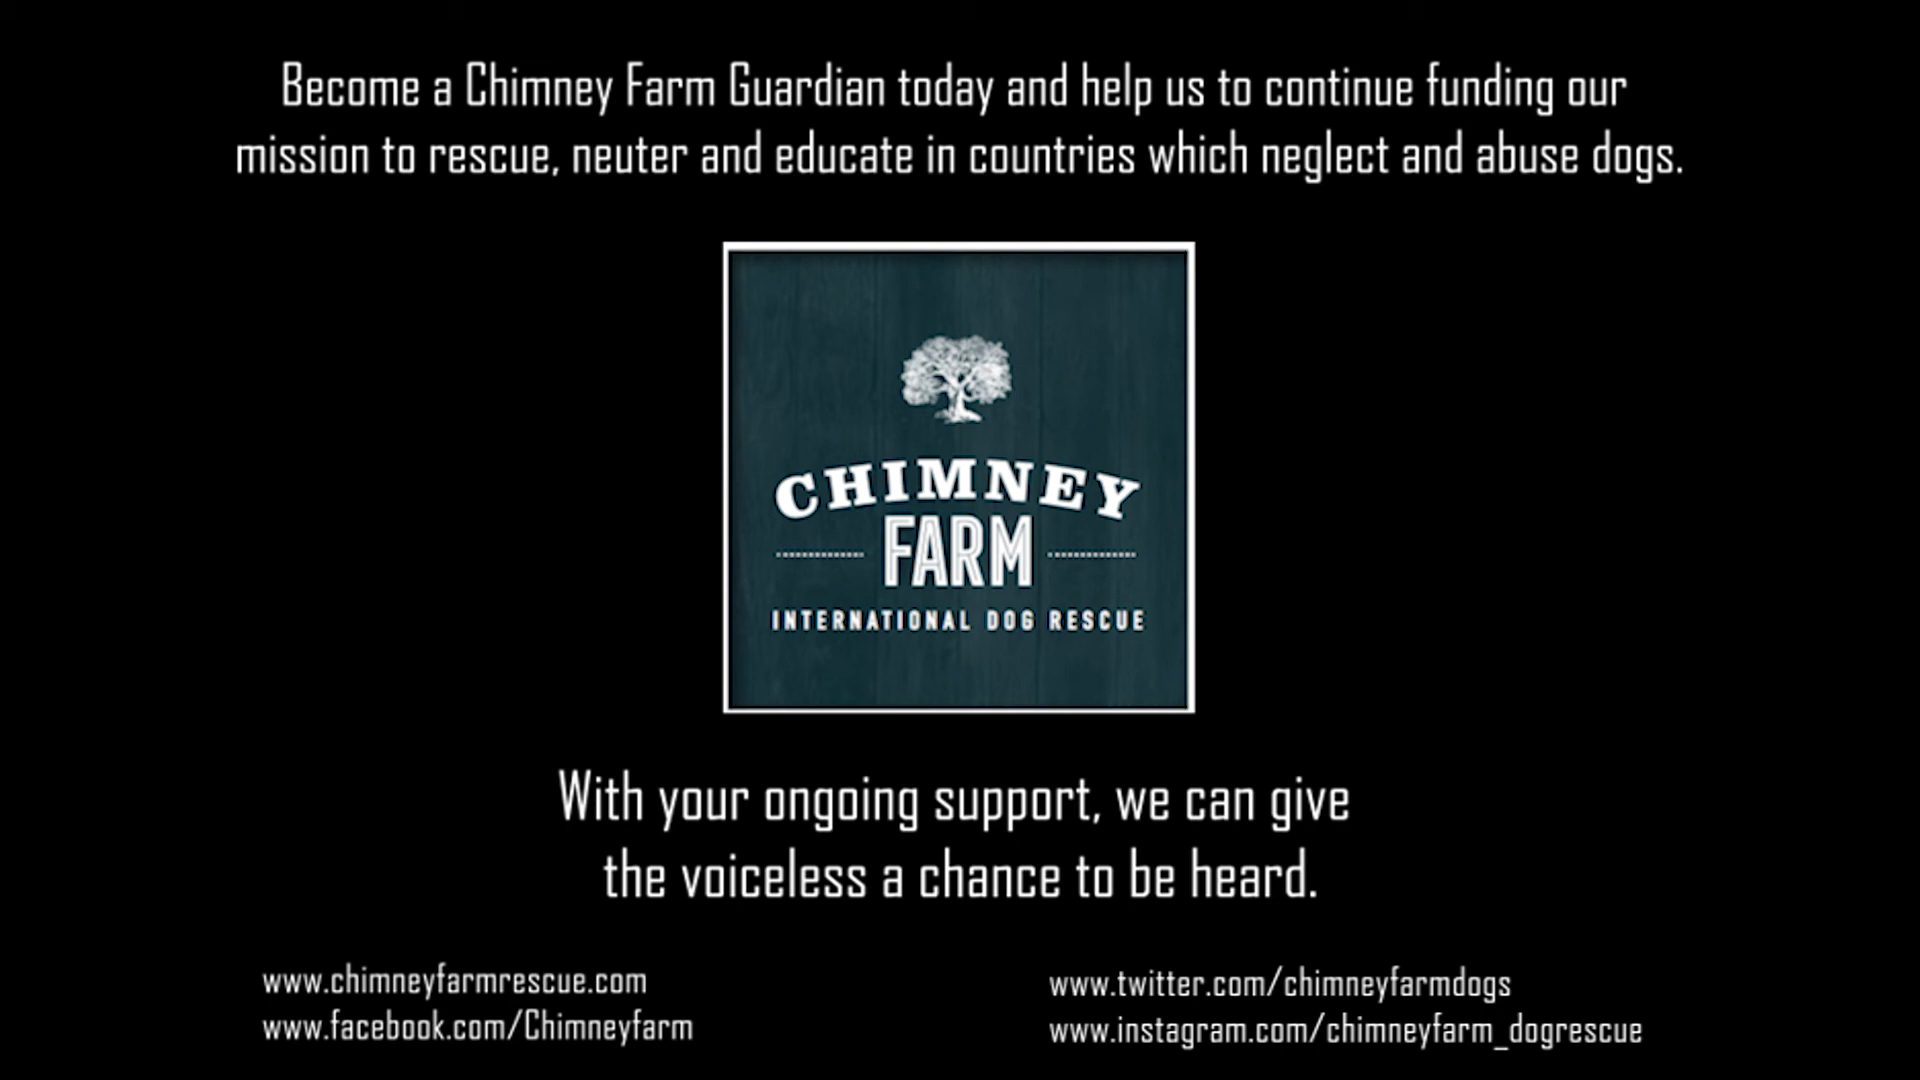 Become a Chimney Farm Guardian today and help us to continue funding our
mission to rescue, neuter and educate in countries which neglect and abuse dogs.
CHIMNEY
FARM
INTERNATIONAL DOG RESCUE
With your ongoing support, we can give
the voiceless a chance to be heard.
www.chimneyfarmrescue.com
www.facebook.com/Chimneyfarm
www.twitter.com/chimneyfarmdogs
www.instagram.com/chimneyfarm_dogrescue